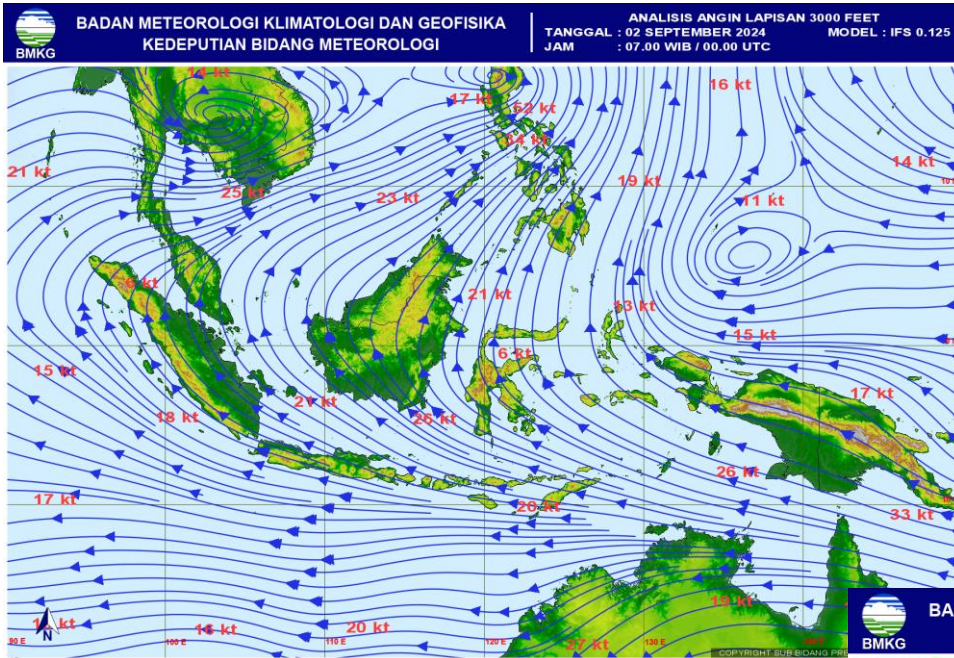 BADAN METEOROLOGI KLIMATOLOGI DAN GEOFISIKA
KEDEPUTIAN BIDANG METEOROLOGI
BMKG
ANALISIS ANGIN LAPISAN 3000 FEET
TANGGAL : 02 SEPTEMBER 2024 MODEL : IFS 0.125
JAM : 07.00 WIB / 00.00 UTC
14 kt
17 kt
52 kt
16 kt
34 kt
21 kt
25 kt
23 kt
19 kt
14 kt
11 kt
6 kt
21 kt
13 kt
15 kt
6 kt
15 kt
18 kt
21 kt
26 kt
17 kt
26 kt
17 kt
20 kt
33 kt
19 kt
16 kt
20 kt
27 kt
N
90 E
100 E
110 E
120 E
130 E
COPYRIGHT SUB BIDANG PRE
BMKG
BA